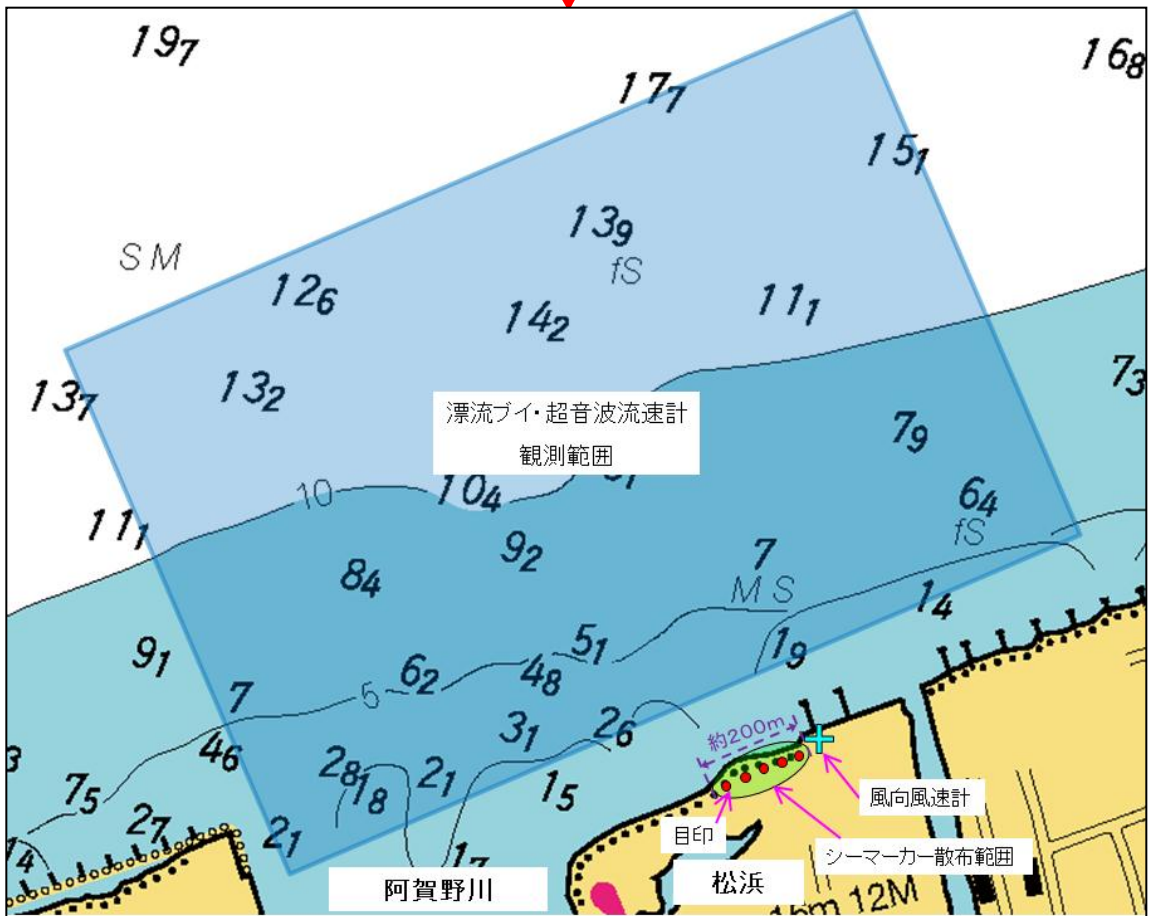 19₇
17₇
16₈
15₁
13₉
fS
S M
12₆
14₂
11₁
7₃
13₇
13₂
漂流ブイ・超音波流速計
観測範囲
7₉
10
10₄
6₄
fS
11₁
9₂
8₄
7
M S
1₄
9₁
5₁
1₉
6₂
4₈
7
5
3₁
2₆
約200m
4₆
2₈
1₈
2₁
7₅
1₅
風向風速計
2₇
目印
シーマーカー散布範囲
2₁
阿賀野川
松浜
12M